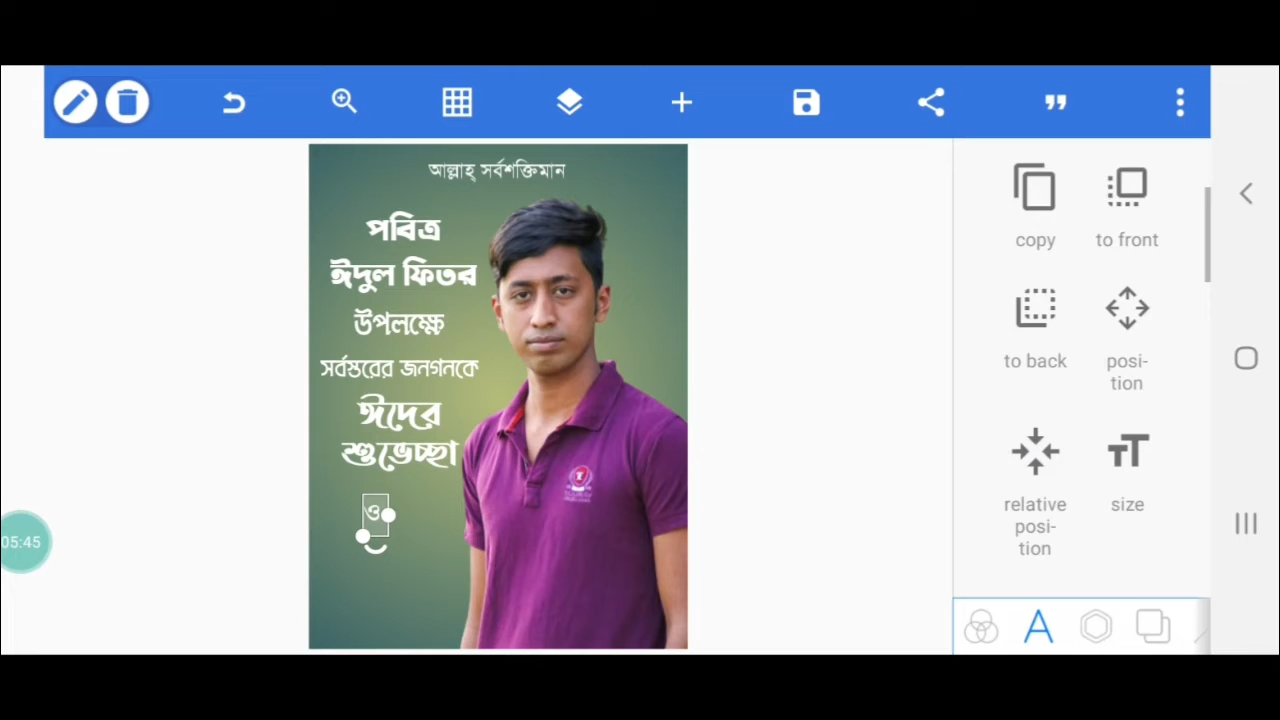 আল্লাহ্ সর্বশক্তিমান
পবিত্র
ঈদুল ফিতর
উপলক্ষে
সর্বস্তরের জনগনকে
ঈদের
শুভেচ্ছা
ও
copy
to front
to back
posi-
tion
relative
posi-
tion
size
05:45